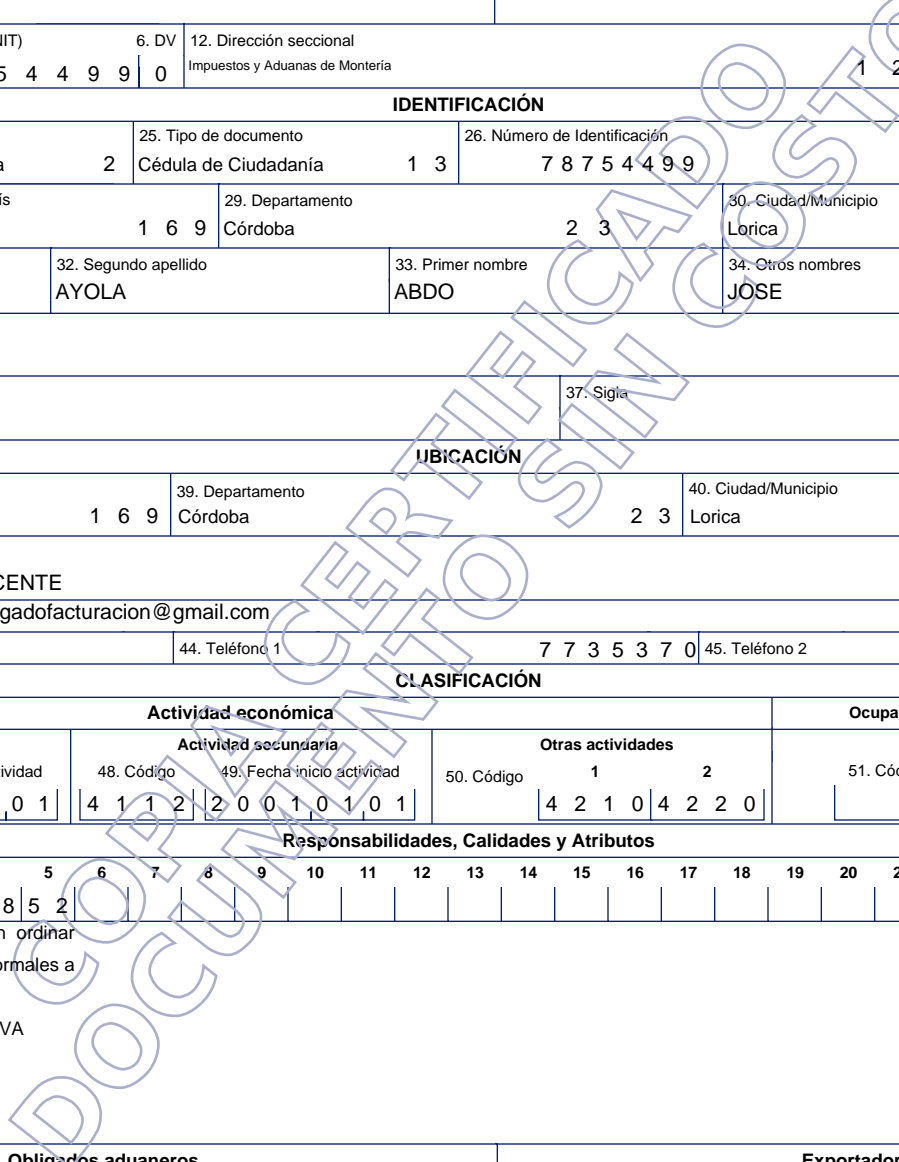 NIT) 6. DV 12. Dirección seccional
5 4 4 9 9 0 Impuestos y Aduanas de Montería 1 2
IDENTIFICACIÓN
25. Tipo de documento 26. Número de Identificación
a 2 Cédula de Ciudadanía 1 3 7 8 7 5 4 4 9 9
ís 29. Departamento 30. Ciudad/Municipio
1 6 9 Córdoba 2 3 Lorica
32. Segundo apellido 33. Primer nombre 34. Otros nombres
AYOLA ABDO JOSE
37. Sigla
UBICACIÓN
39. Departamento 40. Ciudad/Municipio
1 6 9 Córdoba 2 3 Lorica
CENTE
gadofacturacion@gmail.com
44. Teléfono 1 7 7 3 5 3 7 0 45. Teléfono 2
CLASIFICACIÓN
Actividad económica Ocupa
Actividad secundaria Otras actividades
ividad 48. Código 49. Fecha inicio actividad 50. Código 1 2 51. Cód
0 1 4 1 1 2 2 0 0 1 0 1 0 1 4 2 1 0 4 2 2 0
Responsabilidades, Calidades y Atributos
5 6 7 8 9 10 11 12 13 14 15 16 17 18 19 20 2
8 5 2
n ordinar
ormales a
VA
Obligados aduaneros Exportador
COPIA CERTIFICADO
DOCUMENTO SIN COSTO